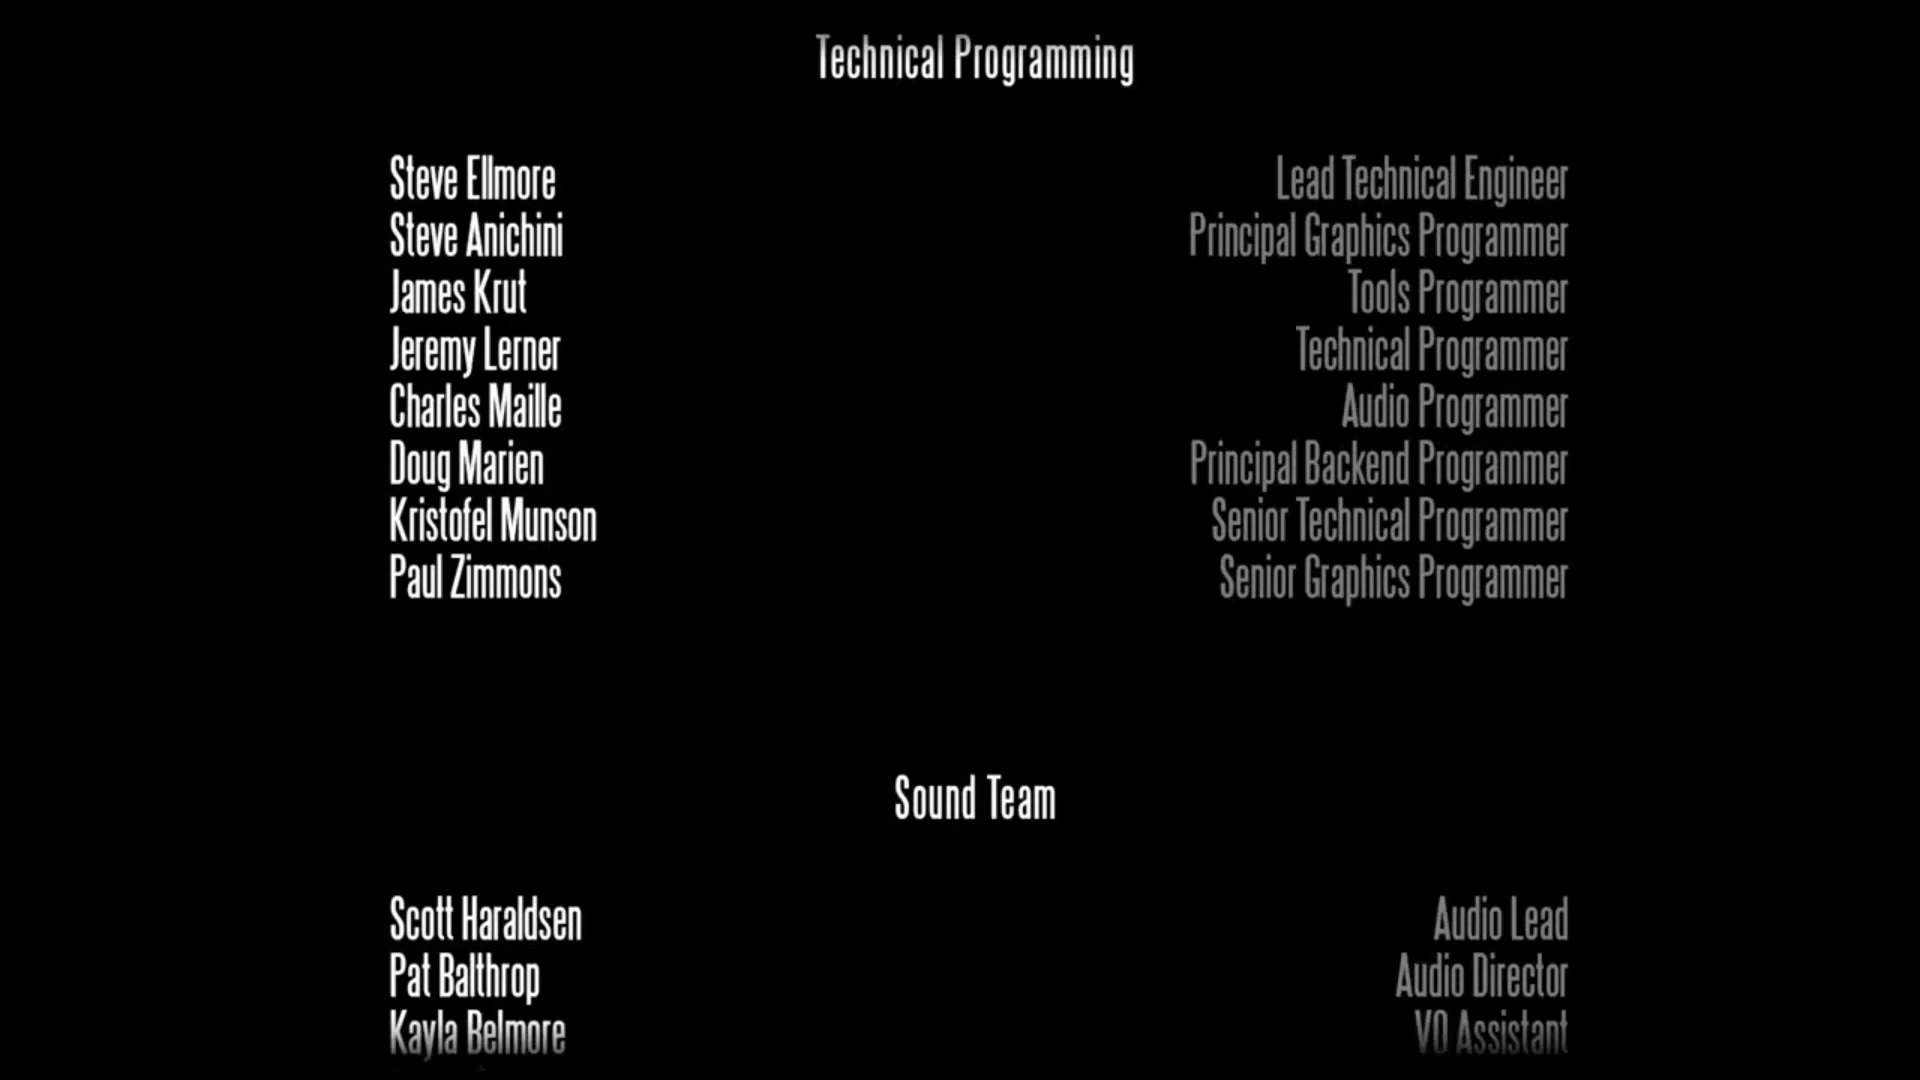 Technical Programming
Steve Ellmore Lead Technical Engineer
Steve Anichini Principal Graphics Programmer
James Krut Tools Programmer
Jeremy Lerner Technical Programmer
Charles Maille Audio Programmer
Doug Marien Principal Backend Programmer
Kristofel Munson Senior Technical Programmer
Paul Zimmons Senior Graphics Programmer
Sound Team
Scott Haraldsen Audio Lead
Pat Balthrop Audio Director
Kayla Belmore VO Assistant